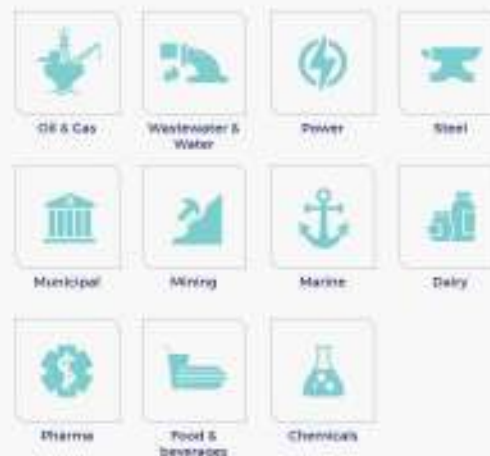 Oil & Gas
Wastewater &
Water
Power
Steel
Municipal
Mining
Marine
Dairy
Pharma
Food &
beverages
Chemicals